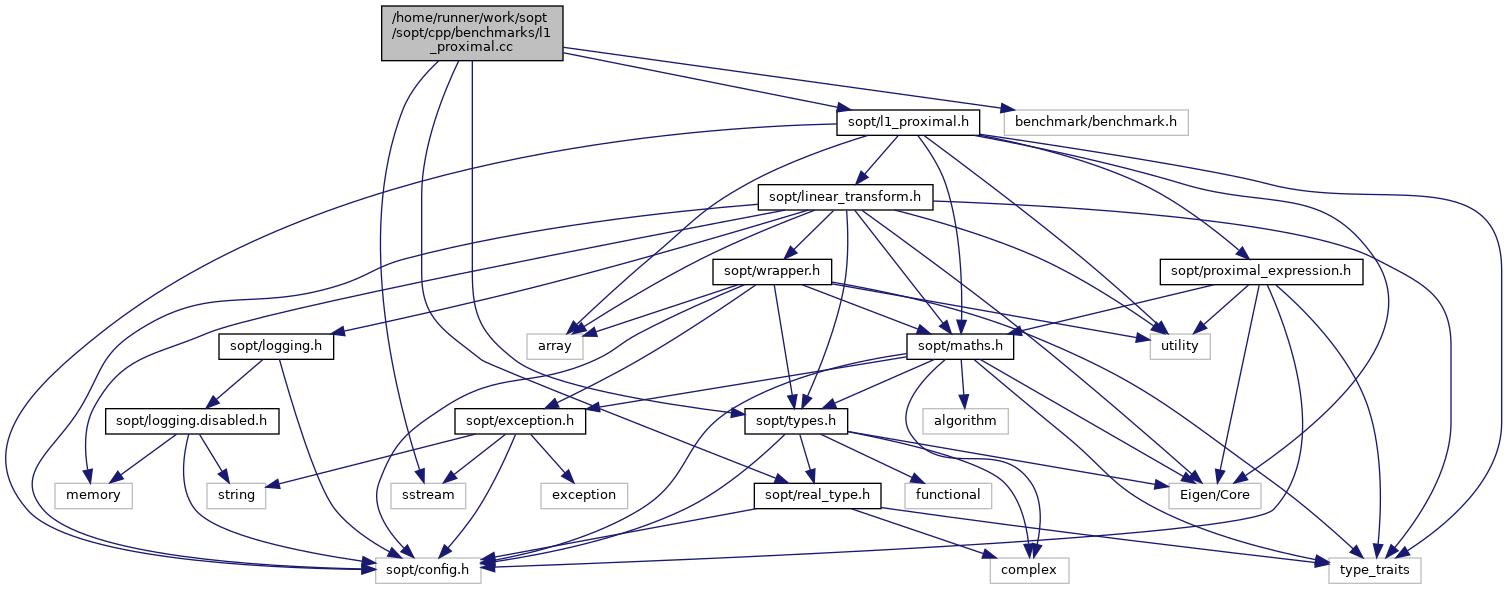 /home/runner/work/sopt
/sopt/cpp/benchmarks/l1
_proximal.cc
sopt/l1_proximal.h
benchmark/benchmark.h
sopt/linear_transform.h
sopt/wrapper.h
sopt/proximal_expression.h
sopt/logging.h
array
sopt/maths.h
utility
sopt/logging.disabled.h
sopt/exception.h
sopt/types.h
algorithm
memory
string
sstream
exception
sopt/real_type.h
functional
Eigen/Core
sopt/config.h
complex
type_traits